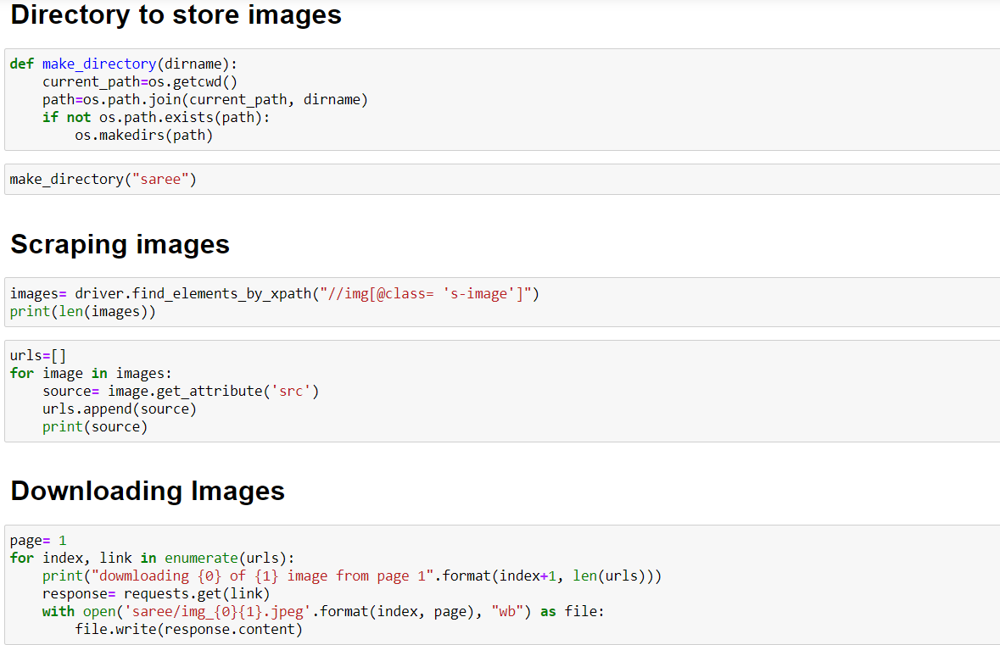 Directory to store images
def make_directory(dirname):
    current_path=os.getcwd()
    path=os.path.join(current_path, dirname)
    if not os.path.exists(path):
        os.makedirs(path)
make_directory("saree")
Scraping images
images= driver.find_elements_by_xpath("//img[@class= 's-image']")
print(len(images))
urls=[]
for image in images:
    source= image.get_attribute('src')
    urls.append(source)
    print(source)
Downloading Images
page= 1
for index, link in enumerate(urls):
    print("dowmloading {0} of {1} image from page 1".format(index+1, len(urls)))
    response= requests.get(link)
    with open('saree/img_{0}{1}.jpeg'.format(index, page), "wb") as file:
        file.write(response.content)